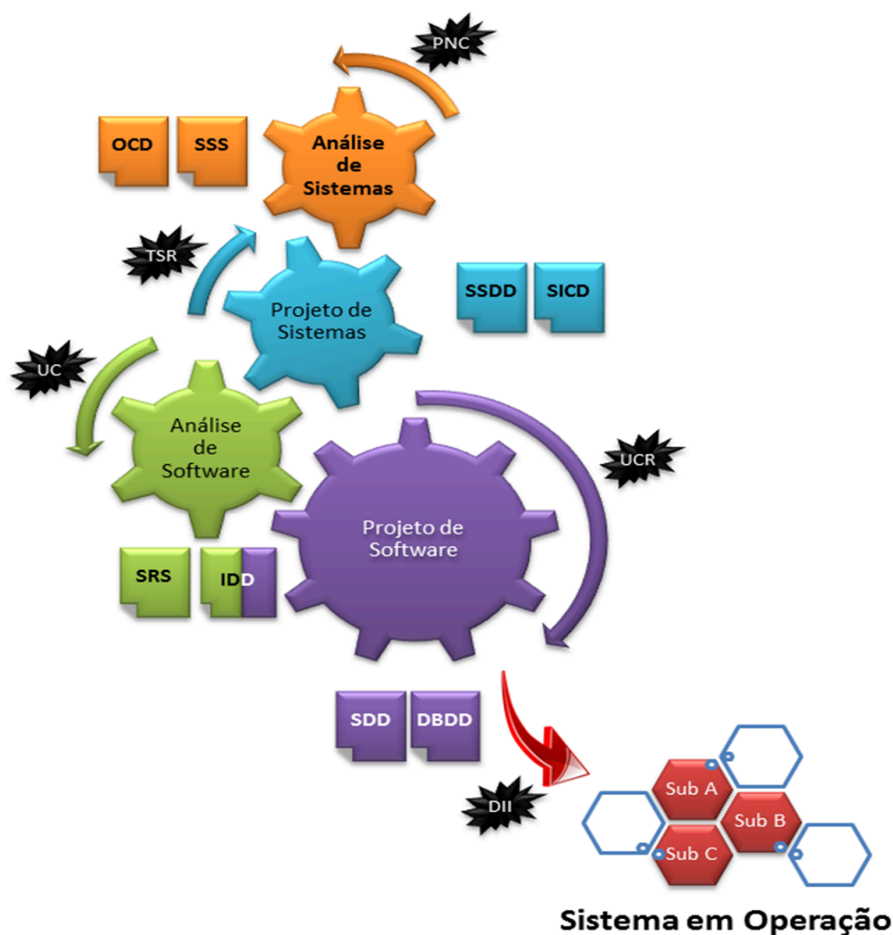 PNC
OCD
SSS
Análise
de
Sistemas
TSR
Projeto de
Sistemas
SSDD
SICD
UC
Análise
de
Software
UCR
Projeto de
Software
SRS
IDD
SDD
DBDD
DII
Sub A
Sub B
Sub C
Sistema em Operação